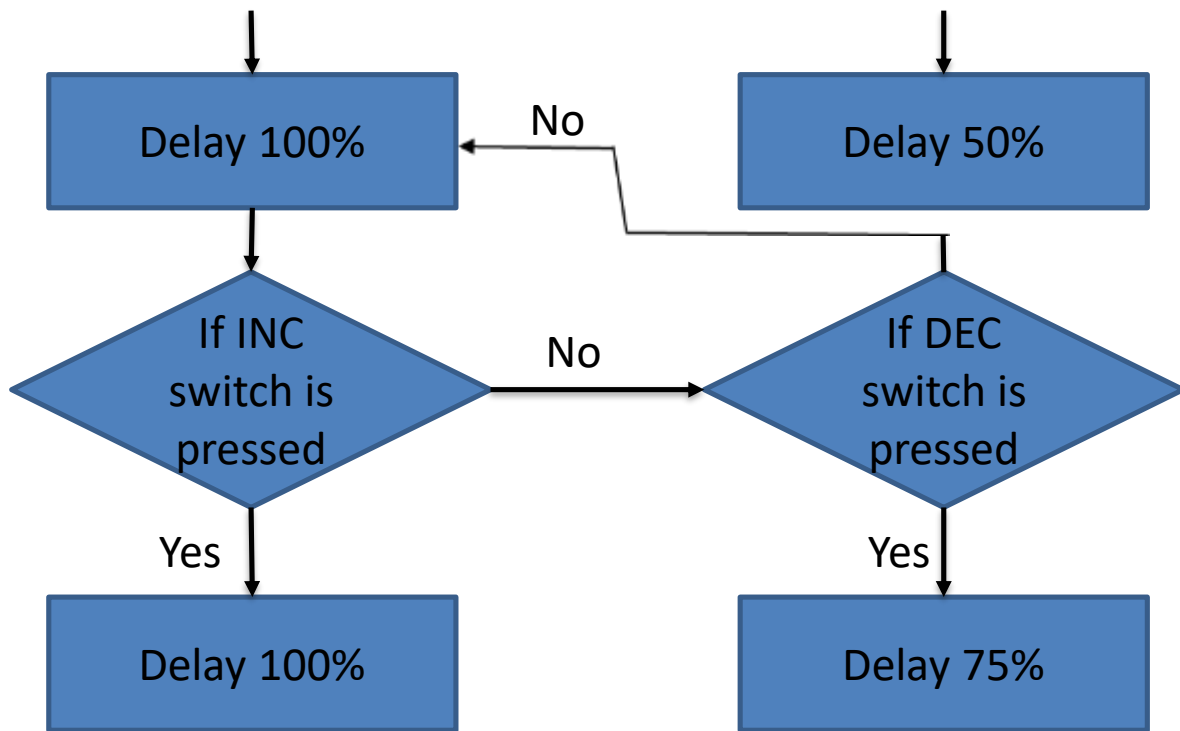 Delay 100%
No
Delay 50%
If INC
switch is
pressed
No
If DEC
switch is
pressed
Yes
Yes
Delay 100%
Delay 75%